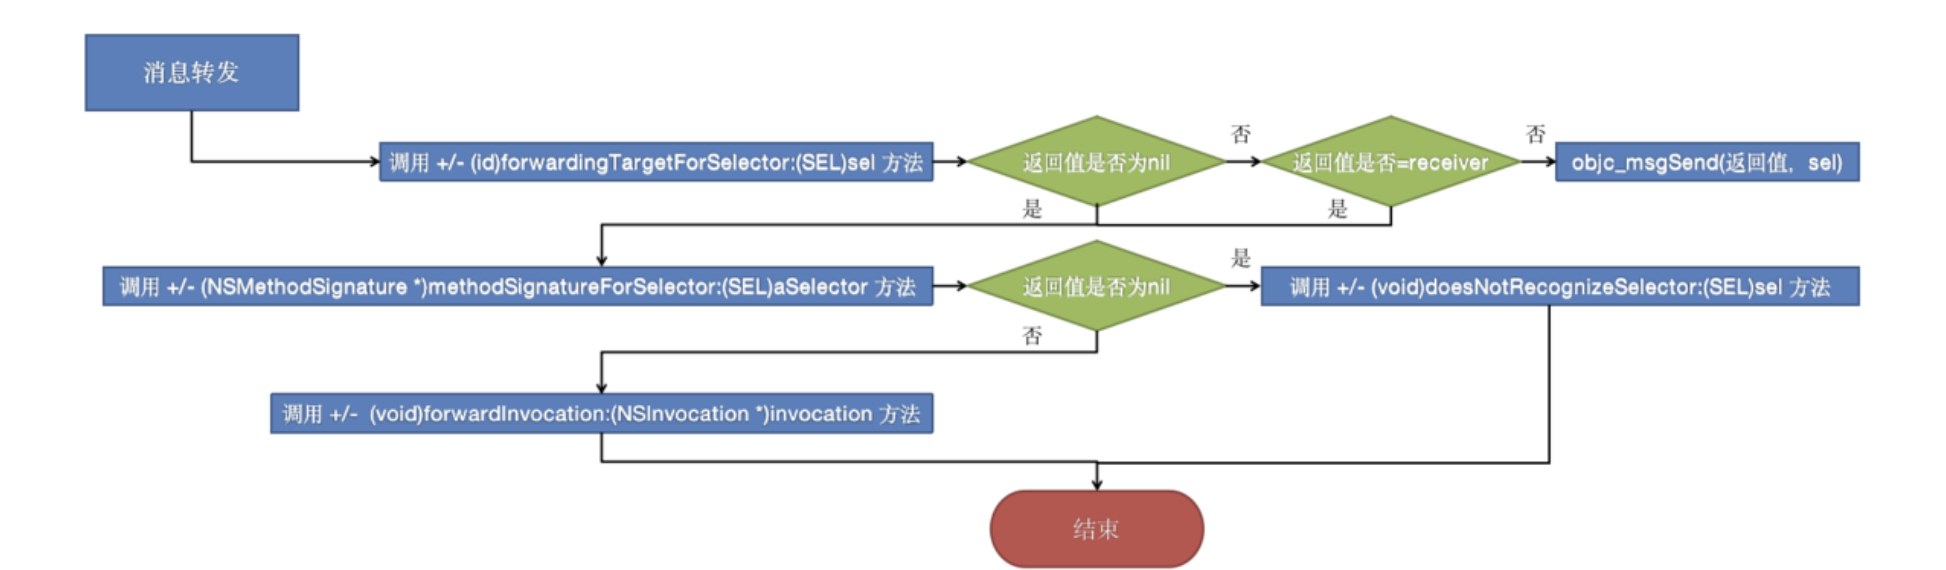 消息转发
调用 +/- (id)forwardingTargetForSelector:(SEL)sel 方法
返回值是否为nil
否
返回值是否=receiver
否
objc_msgSend(返回值, sel)
是
是
调用 +/- (NSMethodSignature *)methodSignatureForSelector:(SEL)aSelector 方法
返回值是否为nil
是
调用 +/- (void)doesNotRecognizeSelector:(SEL)sel 方法
否
调用 +/- (void)forwardInvocation:(NSInvocation *)invocation 方法
结束